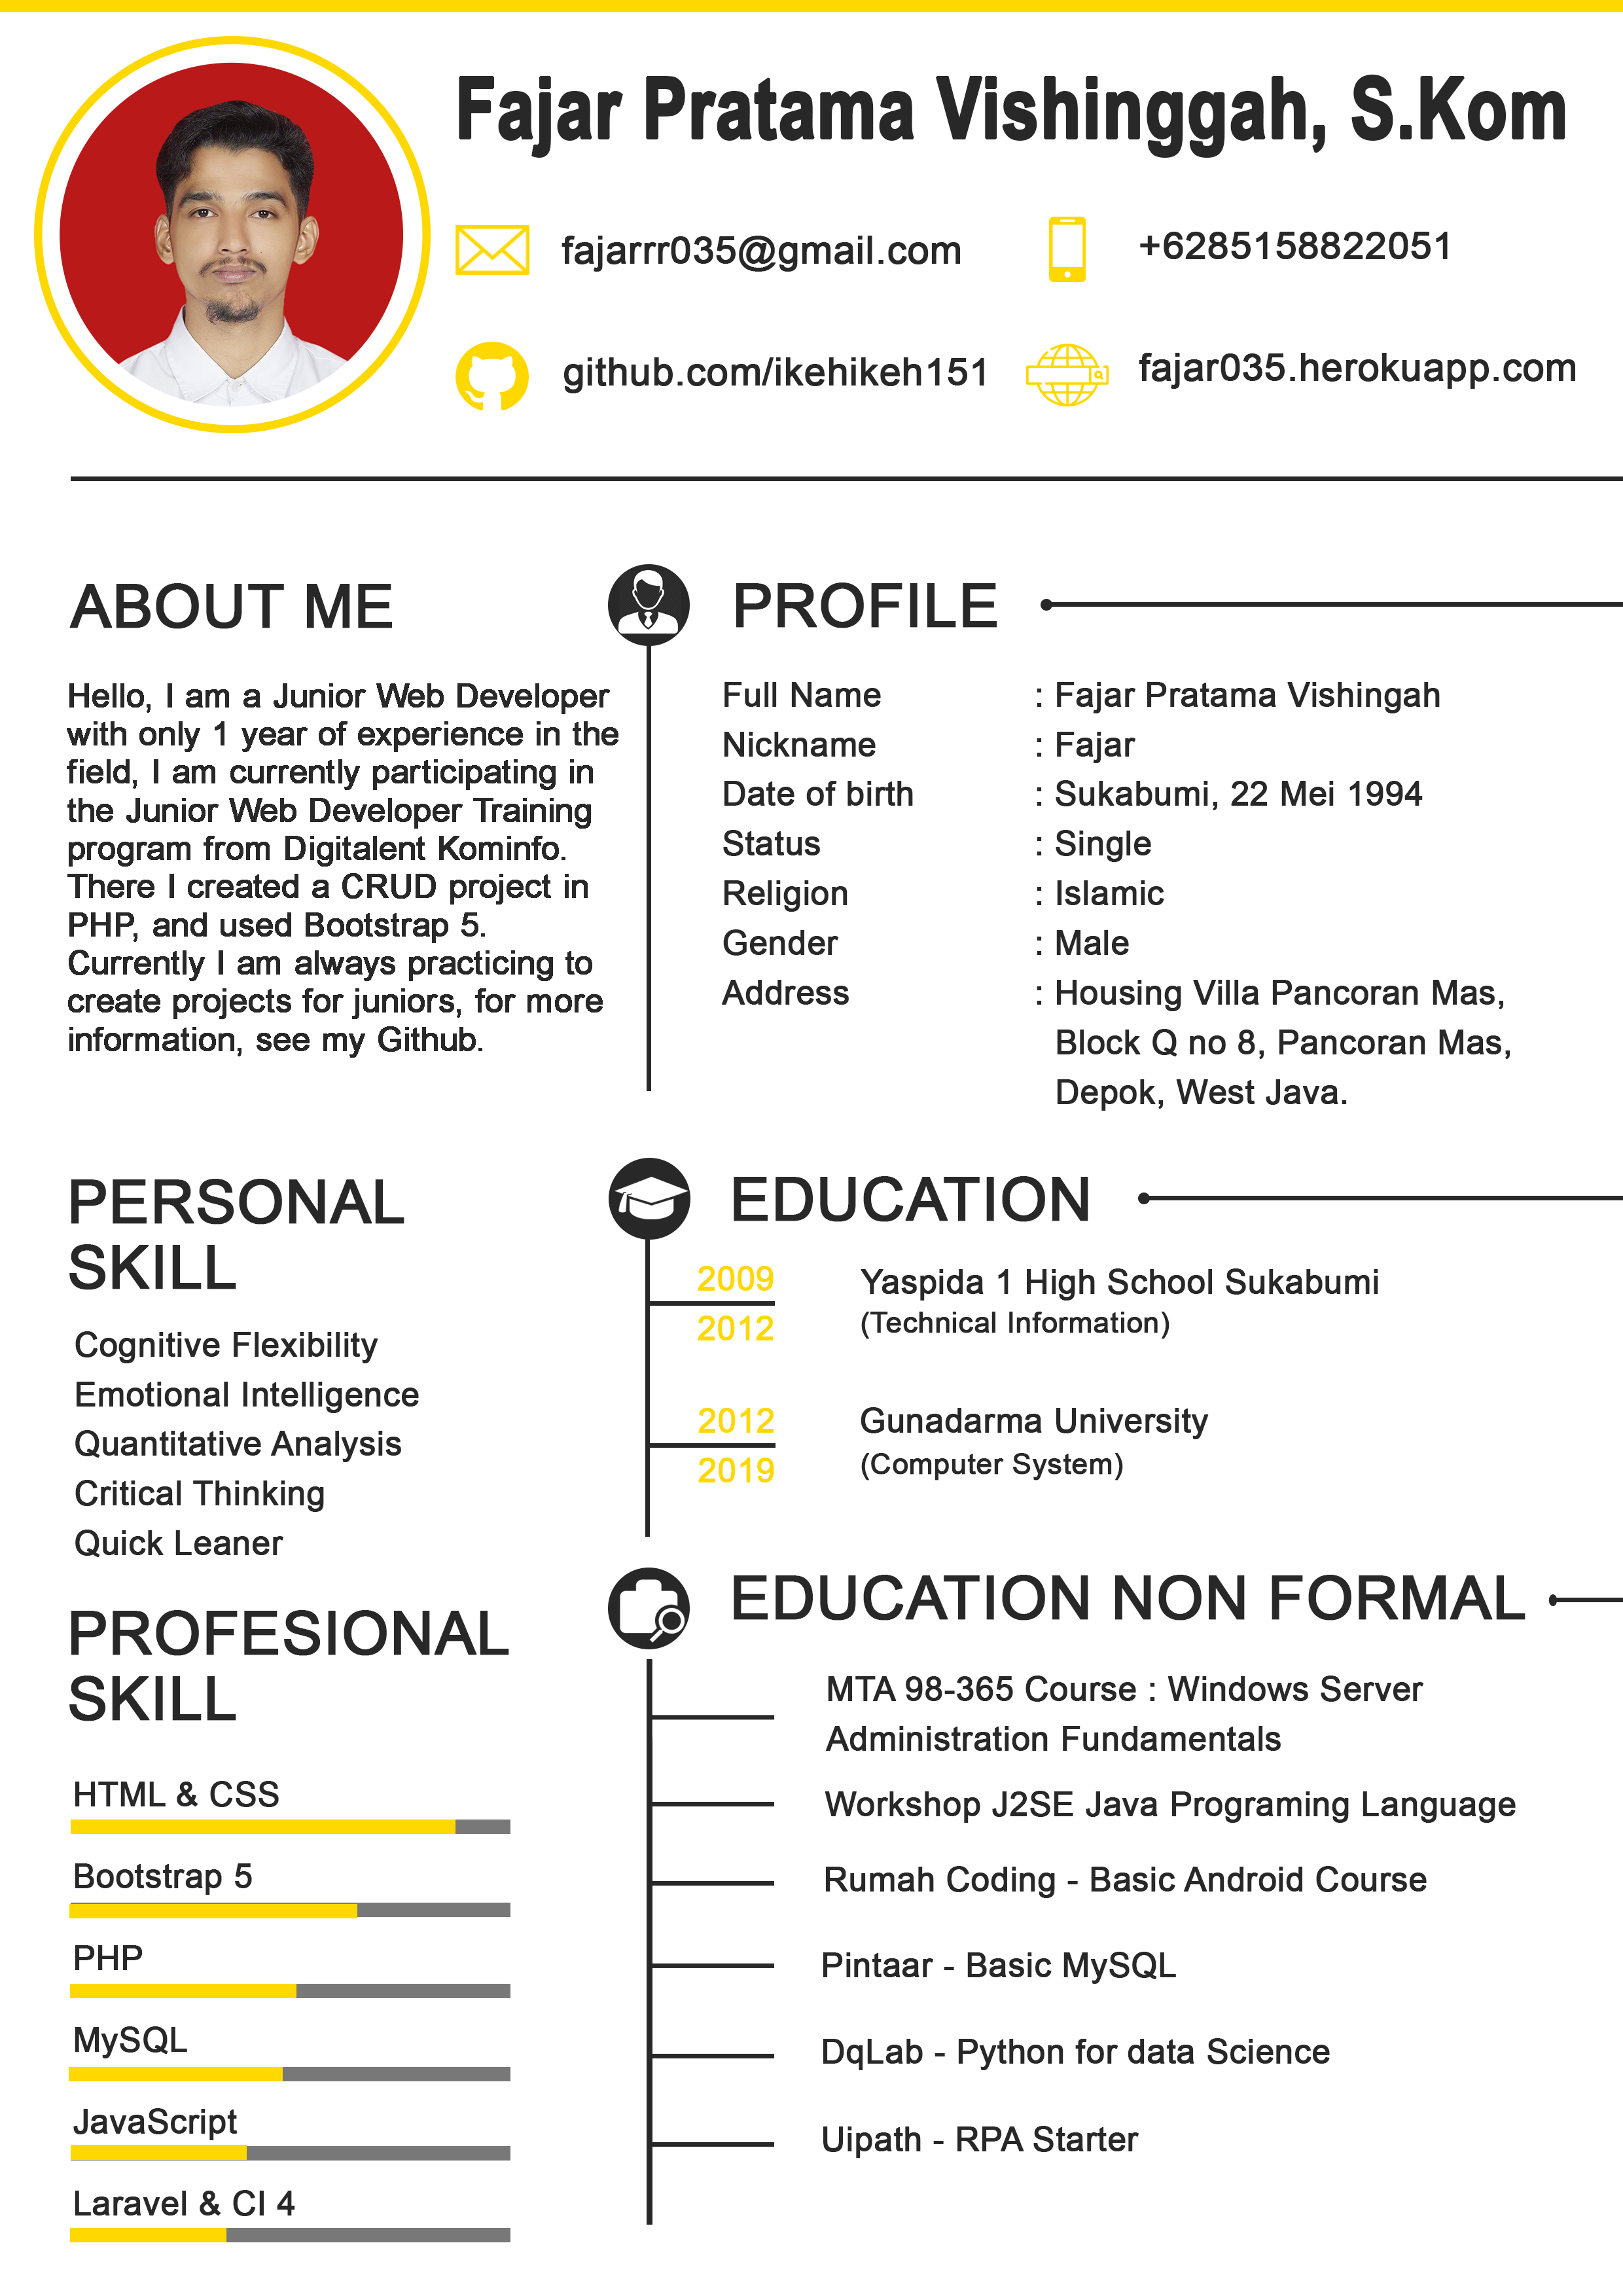 Fajar Pratama Vishinggah, S.Kom
fajarrr035@gmail.com
+6285158822051
github.com/ikehikeh151
fajar035.herokuapp.com
ABOUT ME
Hello, I am a Junior Web Developer
with only 1 year of experience in the
field, I am currently participating in
the Junior Web Developer Training
program from Digitalent Kominfo.
There I created a CRUD project in
PHP, and used Bootstrap 5.
Currently I am always practicing to
create projects for juniors, for more
information, see my Github.
PROFILE
Full Name : Fajar Pratama Vishingah
Nickname : Fajar
Date of birth : Sukabumi, 22 Mei 1994
Status : Single
Religion : Islamic
Gender : Male
Address : Housing Villa Pancoran Mas,
Block Q no 8, Pancoran Mas,
Depok, West Java.
PERSONAL
SKILL
Cognitive Flexibility
Emotional Intelligence
Quantitative Analysis
Critical Thinking
Quick Leaner
EDUCATION
2009
2012
Yaspida 1 High School Sukabumi
(Technical Information)
2012
2019
Gunadarma University
(Computer System)
PROFESIONAL
SKILL
HTML & CSS
Bootstrap 5
PHP
MySQL
JavaScript
Laravel & CI 4
EDUCATION NON FORMAL
MTA 98-365 Course : Windows Server
Administration Fundamentals
Workshop J2SE Java Programing Language
Rumah Coding - Basic Android Course
Pintaar - Basic MySQL
DqLab - Python for data Science
Uipath - RPA Starter